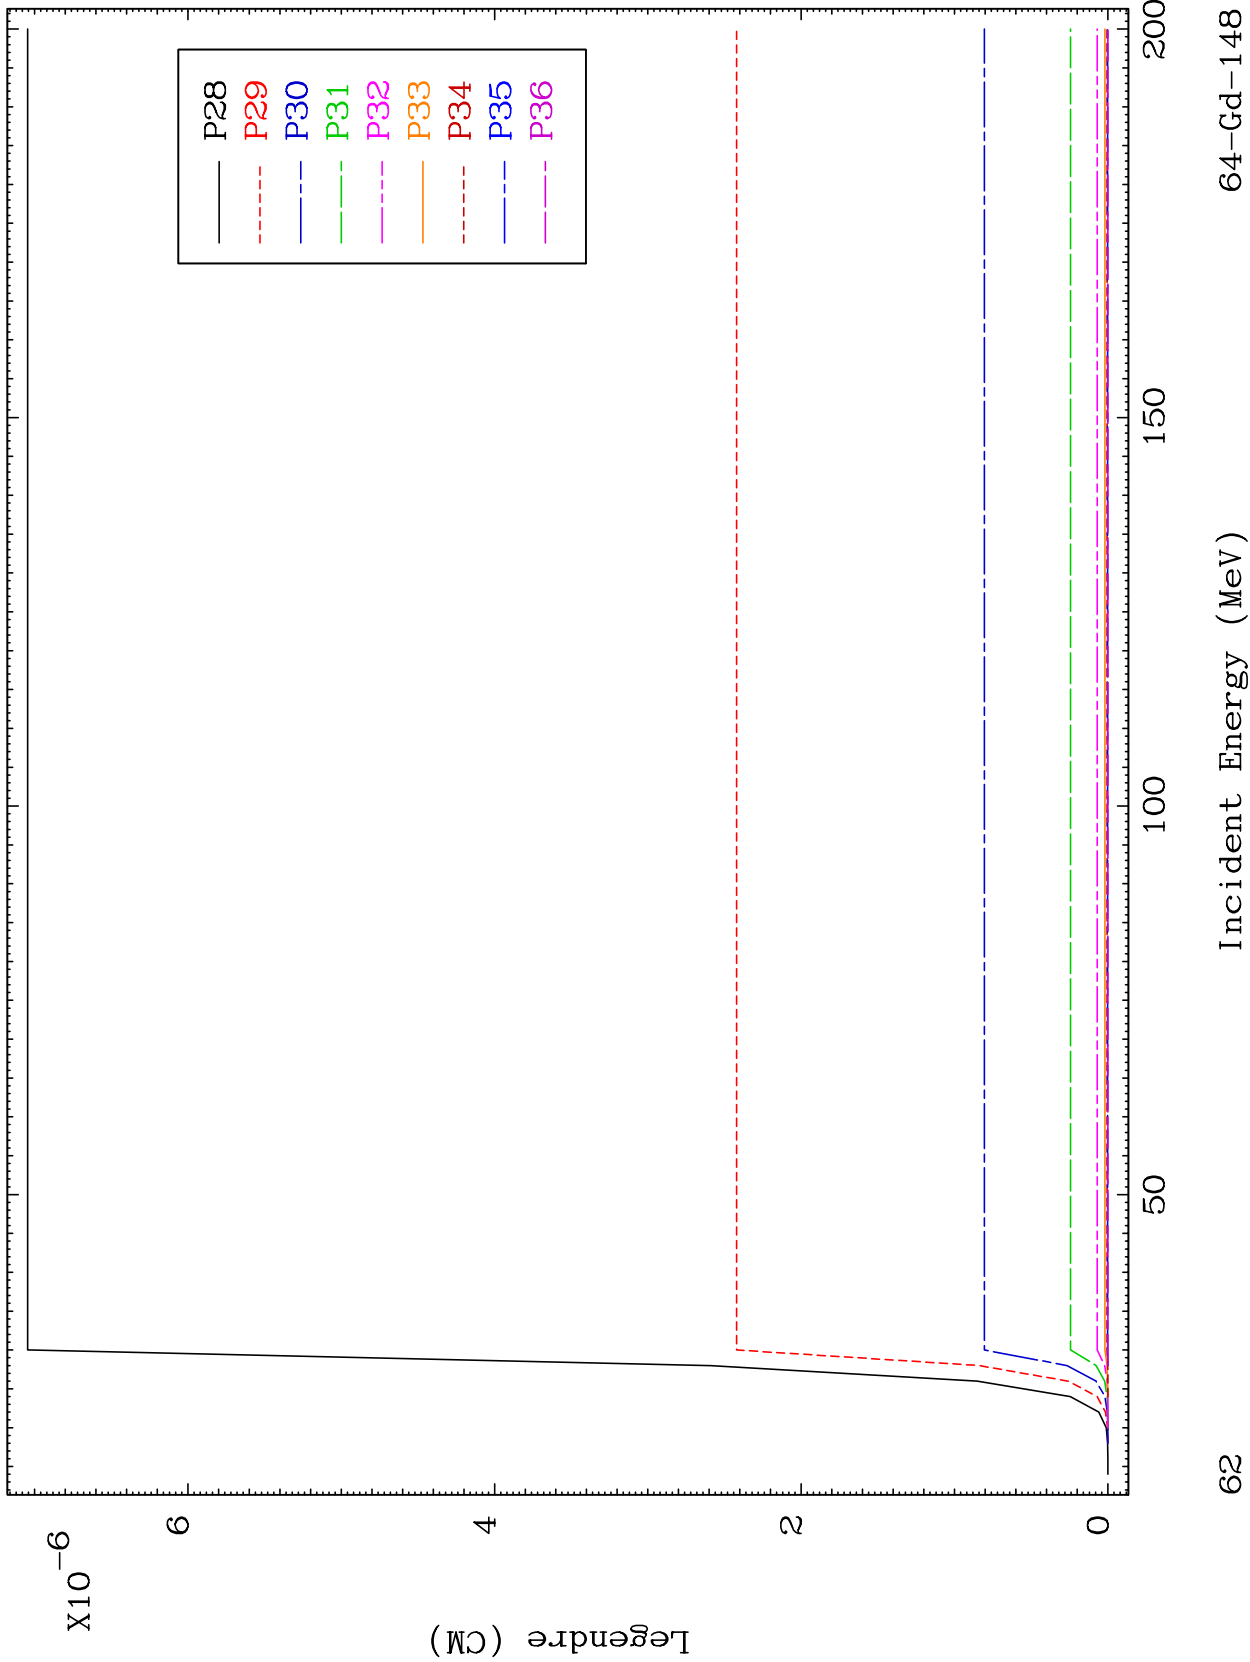 X10-6
Legendre (CM)
6
4
2
0
P28
P29
P30
P31
P32
P33
P34
P35
P36
50
100
150
200
Incident Energy (MeV)
62
64-Gd-148